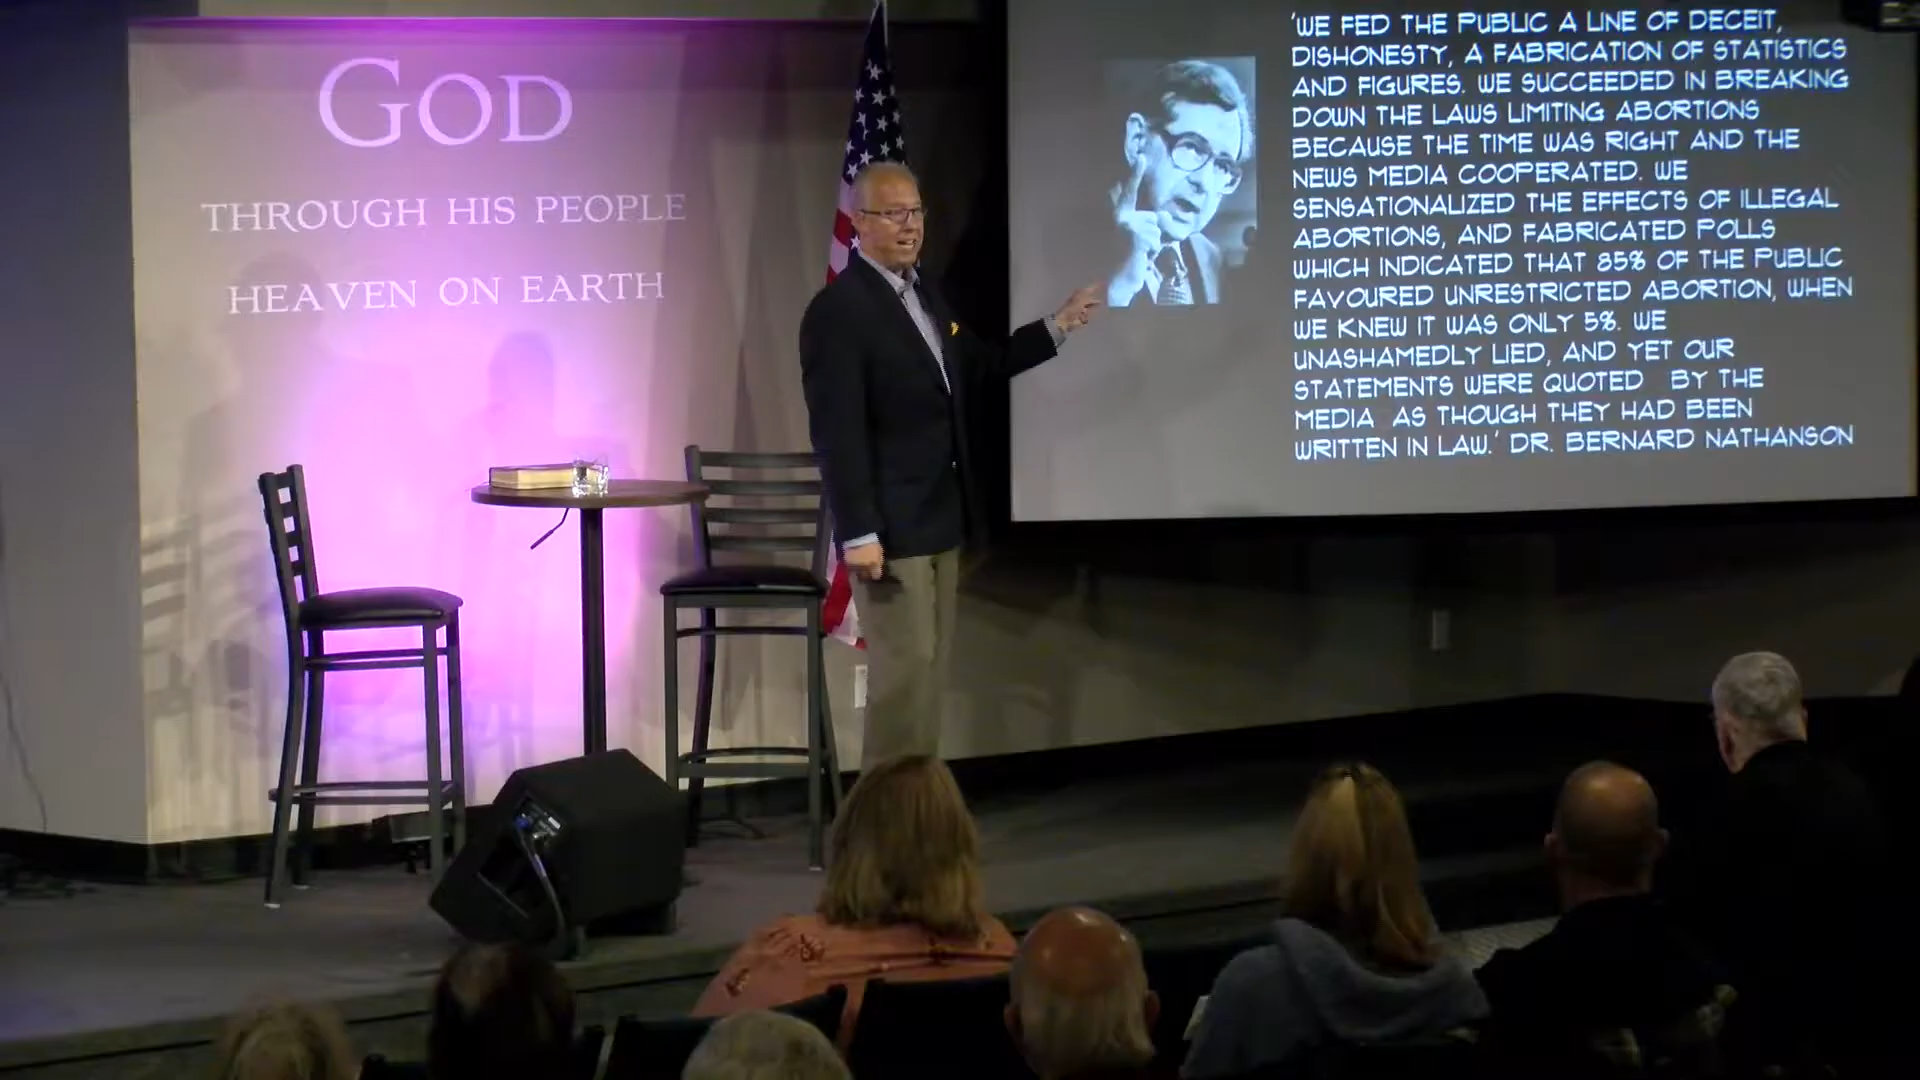 GOD
THROUGH HIS PEOPLE
HEAVEN ON EARTH
'WE FED THE PUBLIC A LINE OF DECEIT,
DISHONESTY, A FABRICATION OF STATISTICS
AND FIGURES. WE SUCCEEDED IN BREAKING
DOWN THE LAWS LIMITING ABORTIONS
BECAUSE THE TIME WAS RIGHT AND THE
NEWS MEDIA COOPERATED. WE
SENSATIONALIZED THE EFFECTS OF ILLEGAL
ABORTIONS, AND FABRICATED POLLS
WHICH INDICATED THAT 85% OF THE PUBLIC
FAVOURED UNRESTRICTED ABORTION, WHEN
WE KNEW IT WAS ONLY 5%. WE
UNASHAMEDLY LIED, AND YET OUR
STATEMENTS WERE QUOTED BY THE
MEDIA AS THOUGH THEY HAD BEEN
WRITTEN IN LAW.' DR. BERNARD NATHANSON